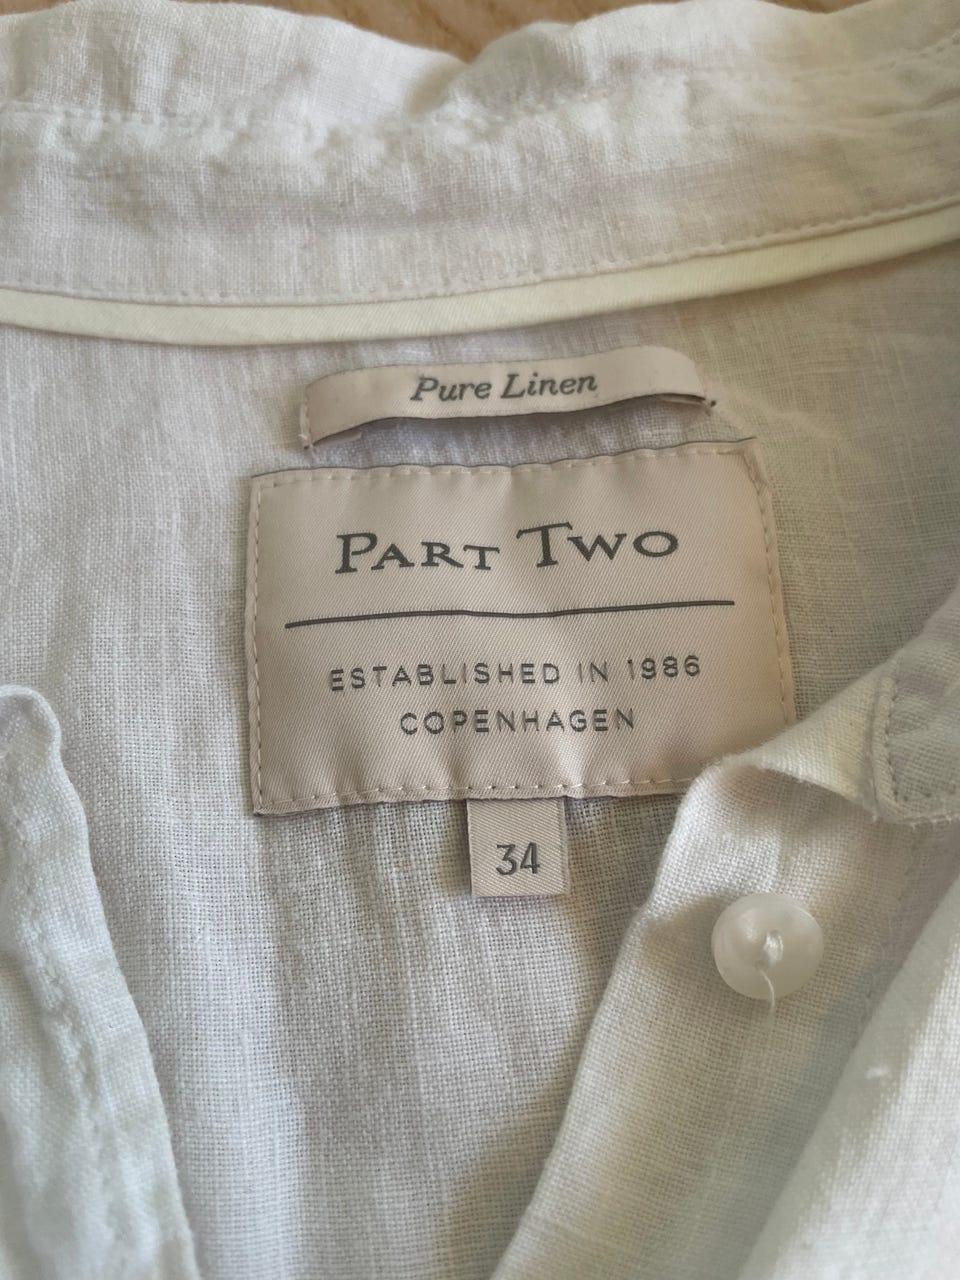 Pure Linen
PART TWO
ESTABLISHED IN 1986
COPENHAGEN
34